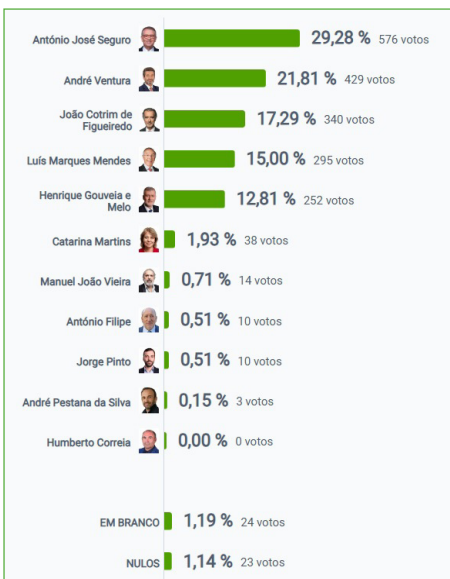 António José Seguro 29,28 % 576 votos
André Ventura 21,81 % 429 votos
João Cotrim de
Figueiredo 17,29 % 340 votos
Luís Marques Mendes 15,00 % 295 votos
Henrique Gouveia e
Melo 12,81 % 252 votos
Catarina Martins 1,93 % 38 votos
Manuel João Vieira 0,71 % 14 votos
António Filipe 0,51 % 10 votos
Jorge Pinto 0,51 % 10 votos
André Pestana da Silva 0,15 % 3 votos
Humberto Correia 0,00 % 0 votos
EM BRANCO 1,19 % 24 votos
NULOS 1,14 % 23 votos